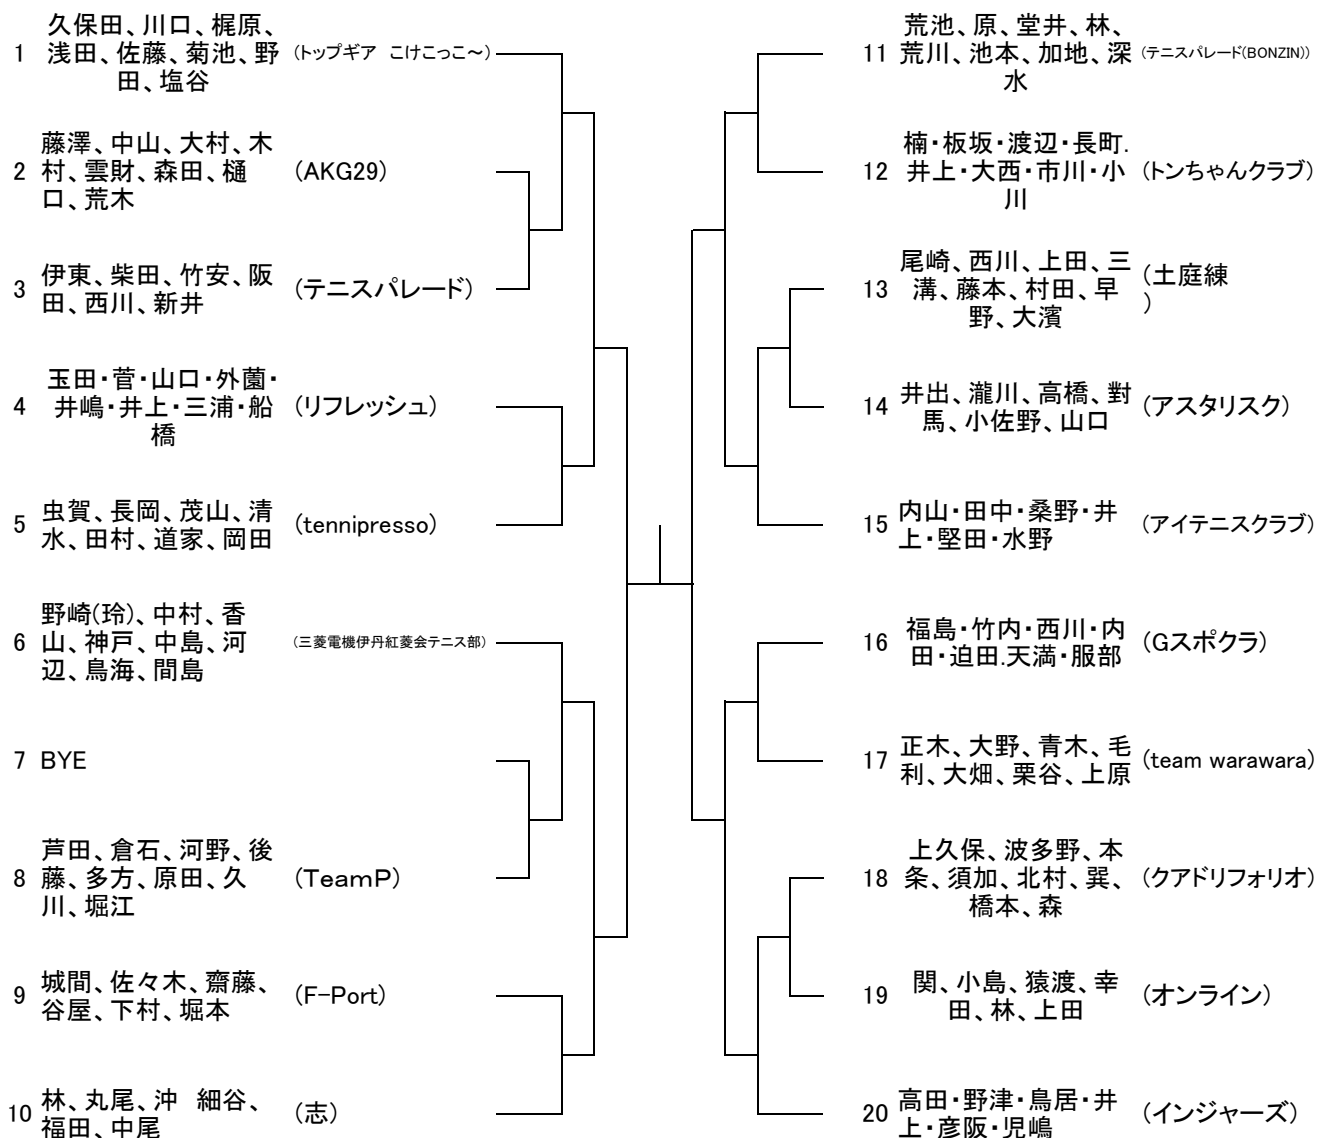 1
久保田、川口、梶原、
浅田、佐藤、菊池、野
田、塩谷
(トップギア　こけこっこ～)
2
藤澤、中山、大村、木
村、雲財、森田、樋
口、荒木
(AKG29)
3
伊東、柴田、竹安、阪
田、西川、新井
(テニスパレード)
4
玉田・菅・山口・外薗・
井嶋・井上・三浦・船
橋
(リフレッシュ)
5
虫賀、長岡、茂山、清
水、田村、道家、岡田
(tennipresso)
6
野崎(玲)、中村、香
山、神戸、中島、河
辺、鳥海、間島
(三菱電機伊丹紅菱会テニス部)
7
BYE
8
芦田、倉石、河野、後
藤、多方、原田、久
川、堀江
(TeamP)
9
城間、佐々木、齋藤、
谷屋、下村、堀本
(F-Port)
10
林、丸尾、沖　細谷、
福田、中尾
(志)
11
荒池、原、堂井、林、
荒川、池本、加地、深
水
(テニスパレード(BONZIN))
12
楠・板坂・渡辺・長町.
井上・大西・市川・小
川
(トンちゃんクラブ)
13
尾崎、西川、上田、三
溝、藤本、村田、早
野、大濱
(土庭練
)
14
井出、瀧川、高橋、對
馬、小佐野、山口
(アスタリスク)
15
内山・田中・桑野・井
上・堅田・水野
(アイテニスクラブ)
16
福島・竹内・西川・内
田・迫田.天満・服部
(Gスポクラ)
17
正木、大野、青木、毛
利、大畑、栗谷、上原
(team warawara)
18
上久保、波多野、本
条、須加、北村、巽、
橋本、森
(クアドリフォリオ)
19
関、小島、猿渡、幸
田、林、上田
(オンライン)
20
高田・野津・鳥居・井
上・彦阪・児嶋
(インジャーズ)